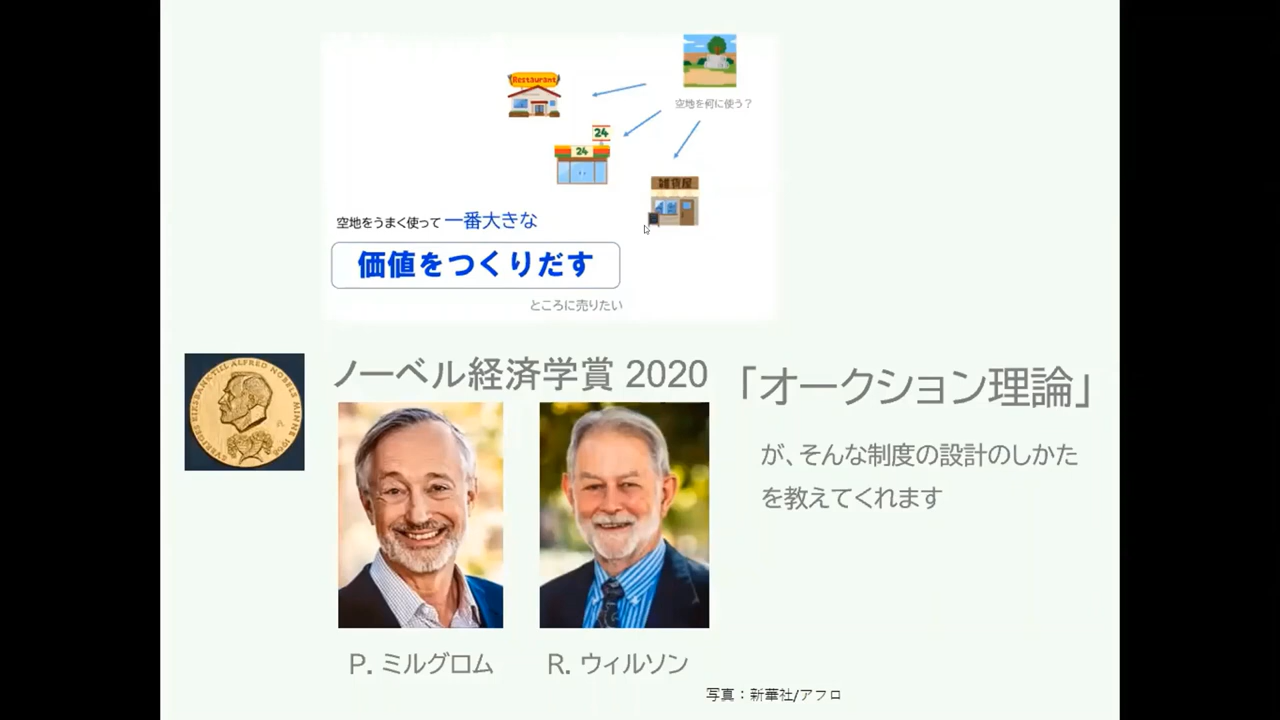 Restaurant
24
24
空地を何に使う?
雑貨屋
空地をうまく使って 一番大きな
価値をつくりだす
ところに売りたい
ノーベル経済学賞 2020
「オークション理論」
が、そんな制度の設計のしかた
を教えてくれます
P. ミルグロム
R. ウィルソン
写真:新華社/アフロ